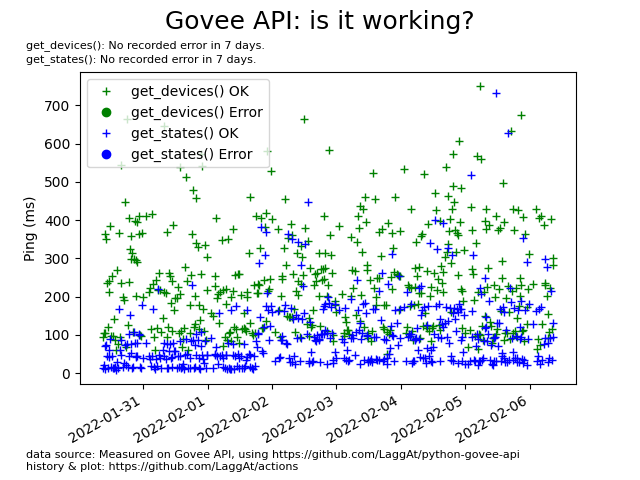 Govee API: is it working?
get_devices(): No recorded error in 7 days.
get_states(): No recorded error in 7 days.
get_devices() OK
get_devices() Error
get_states() OK
get_states() Error
Ping (ms)
700
600
500
400
300
200
100
0
2022-01-31
2022-02-01
2022-02-02
2022-02-03
2022-02-04
2022-02-05
2022-02-06
data source: Measured on Govee API, using https://github.com/LaggAt/python-govee-api
history & plot: https://github.com/LaggAt/actions